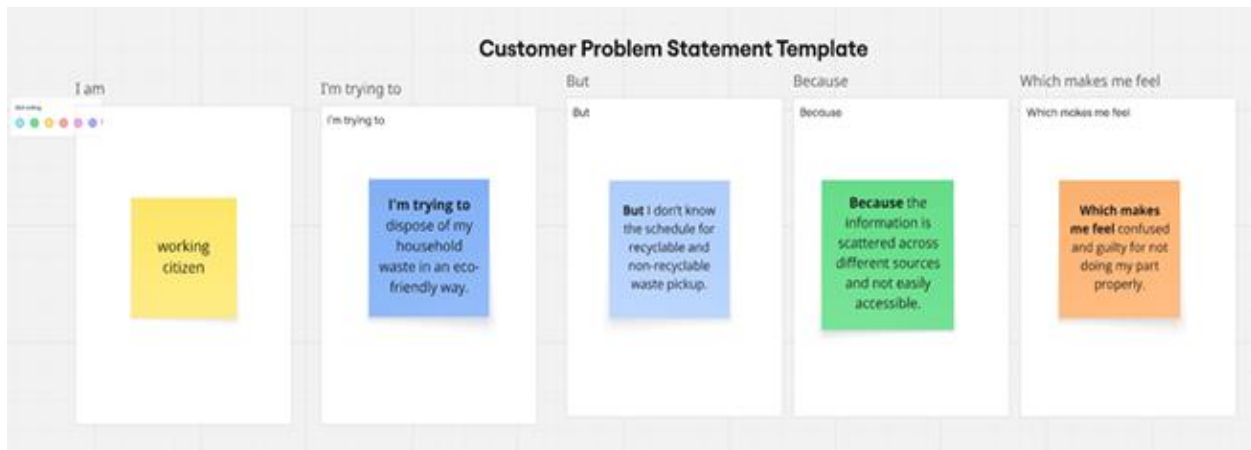 Customer Problem Statement Template
I am
working
citizen
I'm trying to
I'm trying to
I'm trying to
dispose of my
household
waste in an eco-
friendly way.
But
But
But I don't know
the schedule for
recyclable and
non-recyclable
waste pickup.
Because
Because
Because the
information is
scattered across
different sources
and not easily
accessible.
Which makes me feel
Which makes me feel
Which makes
me feel confused
and guilty for not
doing my part
properly.